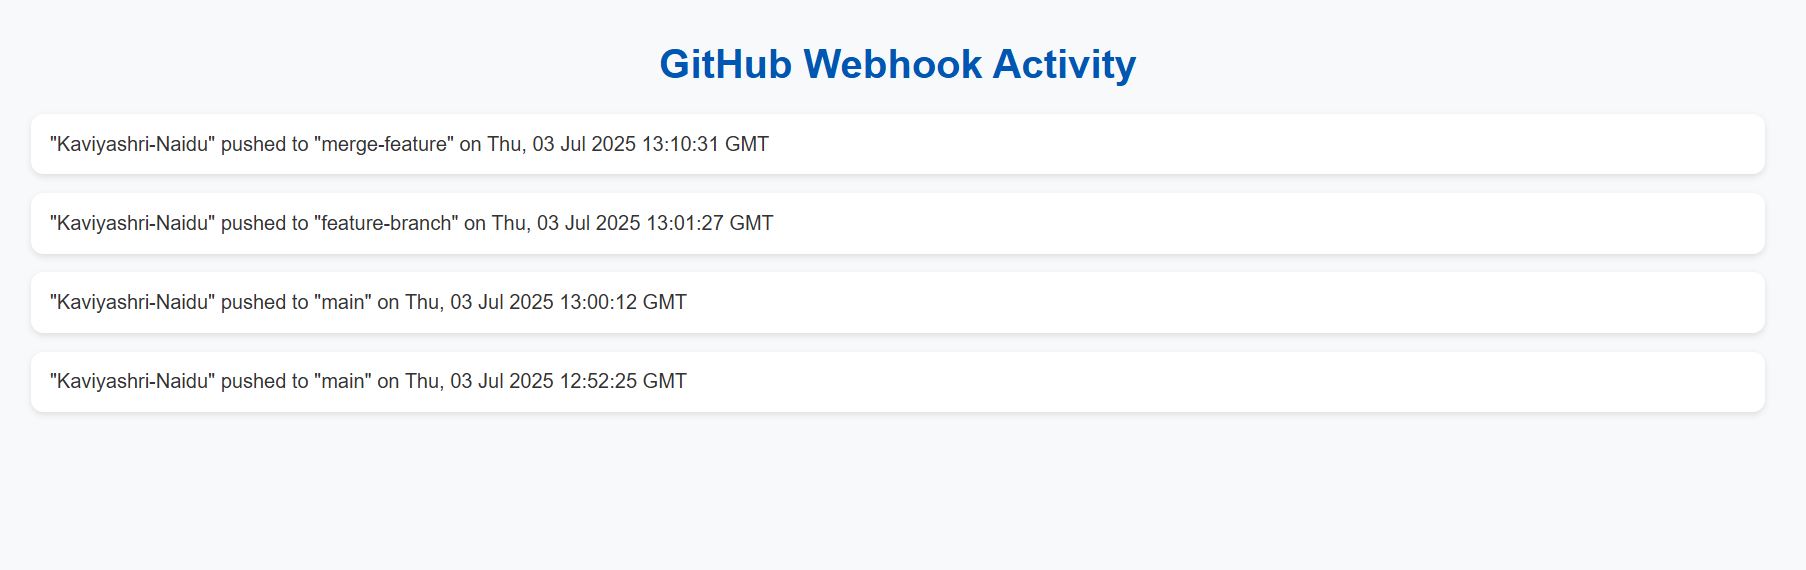 GitHub Webhook Activity
"Kaviyashri-Naidu" pushed to "merge-feature" on Thu, 03 Jul 2025 13:10:31 GMT
"Kaviyashri-Naidu" pushed to "feature-branch" on Thu, 03 Jul 2025 13:01:27 GMT
"Kaviyashri-Naidu" pushed to "main" on Thu, 03 Jul 2025 13:00:12 GMT
"Kaviyashri-Naidu" pushed to "main" on Thu, 03 Jul 2025 12:52:25 GMT